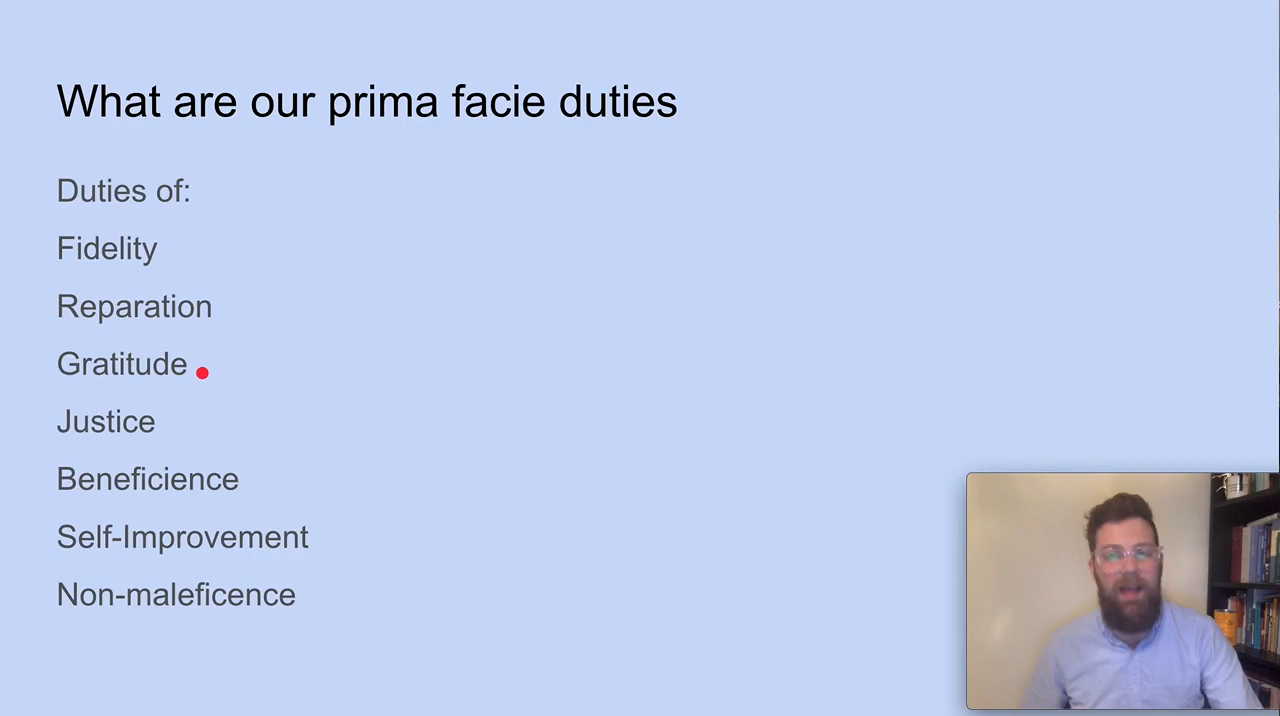 What are our prima facie duties
Duties of:
Fidelity
Reparation
Gratitude
Justice
Beneficience
Self-Improvement
Non-maleficence